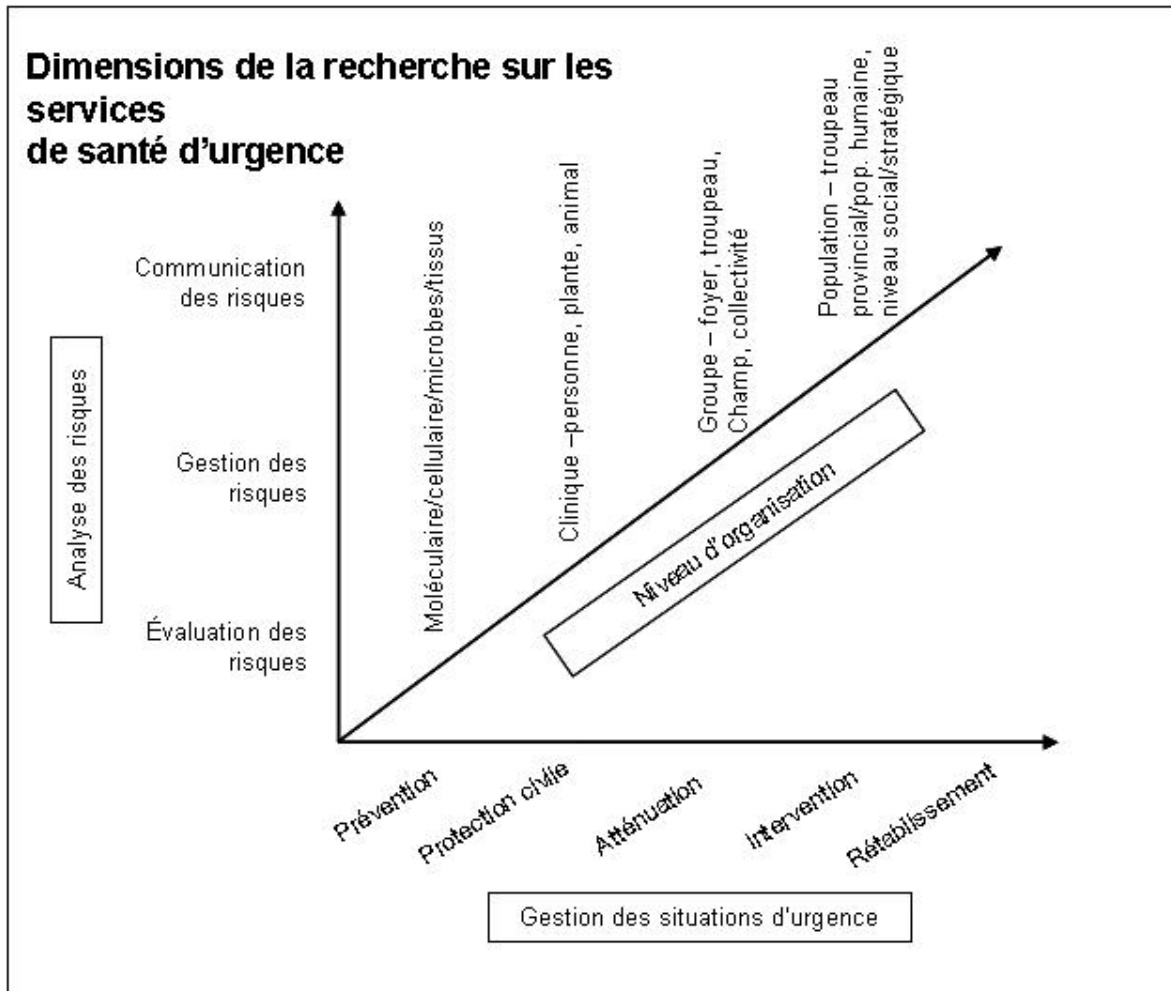 Dimensions de la recherche sur les
services
de santé d'urgence
Communication
des risques
Gestion des
risques
Évaluation des
risques
Analyse des risques
Moléculaire/cellulaire/microbes/tissus
Clinique –personne, plante, animal
Groupe – foyer, troupeau,
Champ, collectivité
Population – troupeau
provincial/pop. humaine,
niveau social/stratégique
Niveau d'organisation
Prévention
Protection civile
Atténuation
Intervention
Rétablissement
Gestion des situations d'urgence